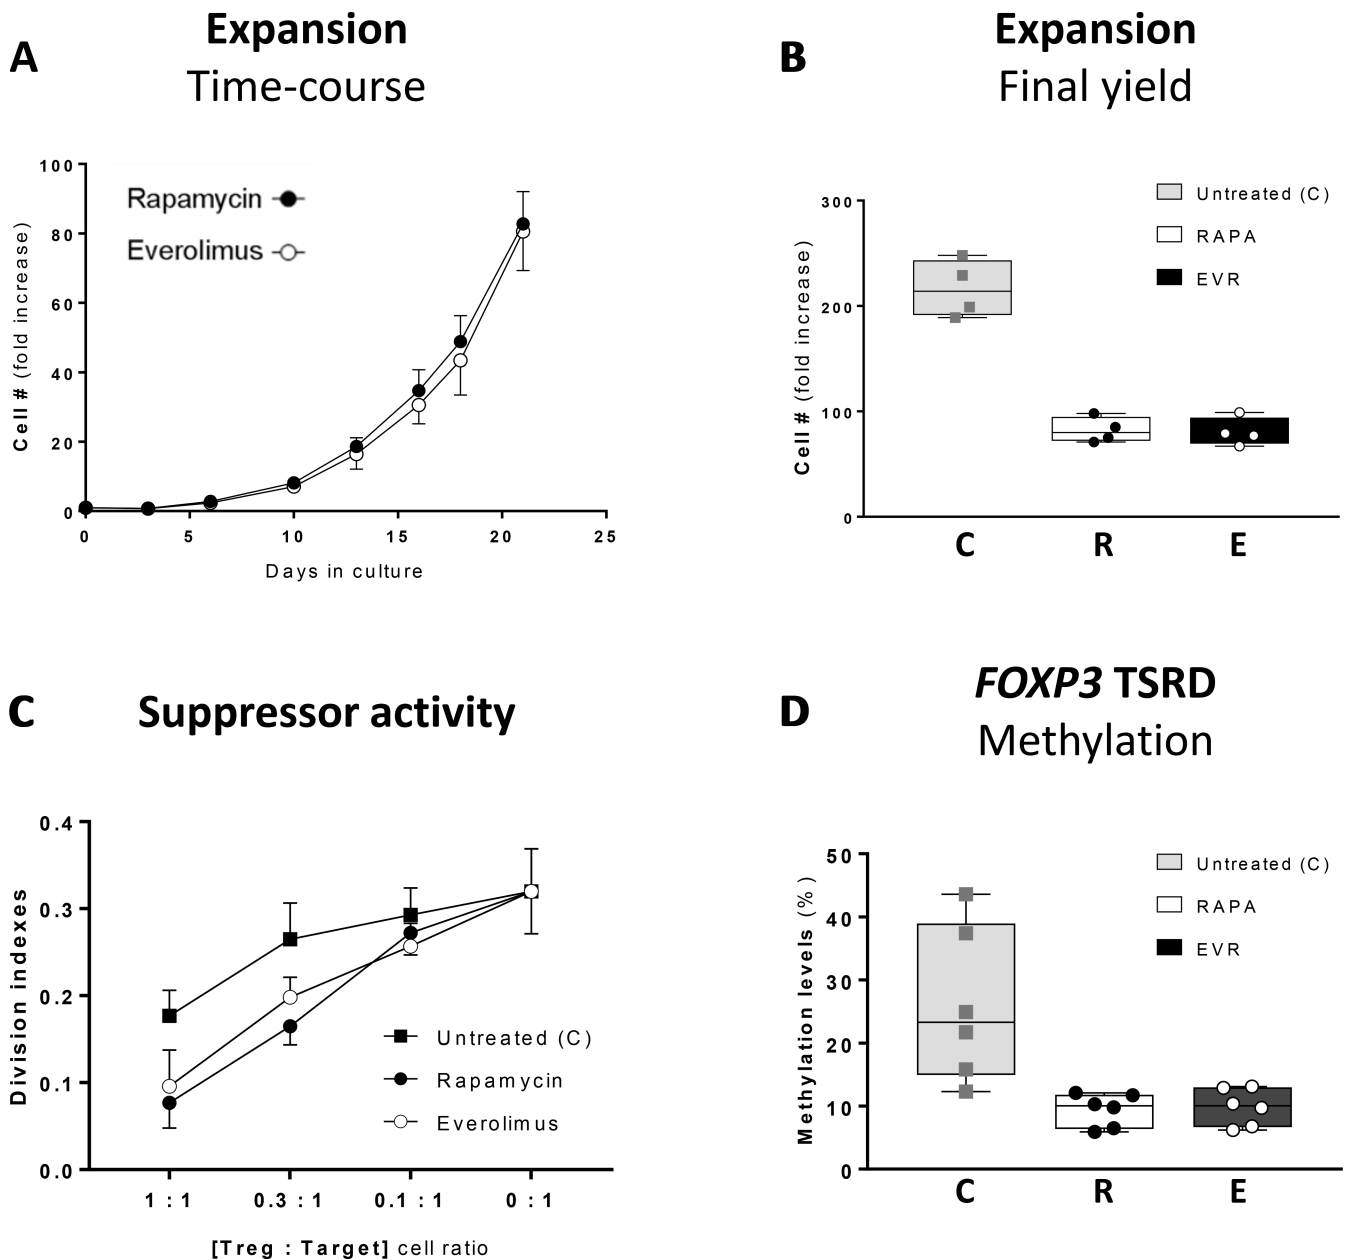 A
Expansion
Time-course
100
80
60
40
20
0
Cell # (fold increase)
Rapamycin
Everolimus
0 5 10 15 20 25
Days in culture
B
Expansion
Final yield
Untreated (C)
RAPA
EVR
300
200
100
0
Cell # (fold increase)
C R E
C
Suppressor activity
0.4
0.3
0.2
0.1
0.0
Division indexes
Untreated (C)
Rapamycin
Everolimus
1 : 1 0.3 : 1 0.1 : 1 0 : 1
[Treg : Target] cell ratio
D
FOXP3 TSRD
Methylation
Untreated (C)
RAPA
EVR
50
40
30
20
10
0
Methylation levels (%)
C R E